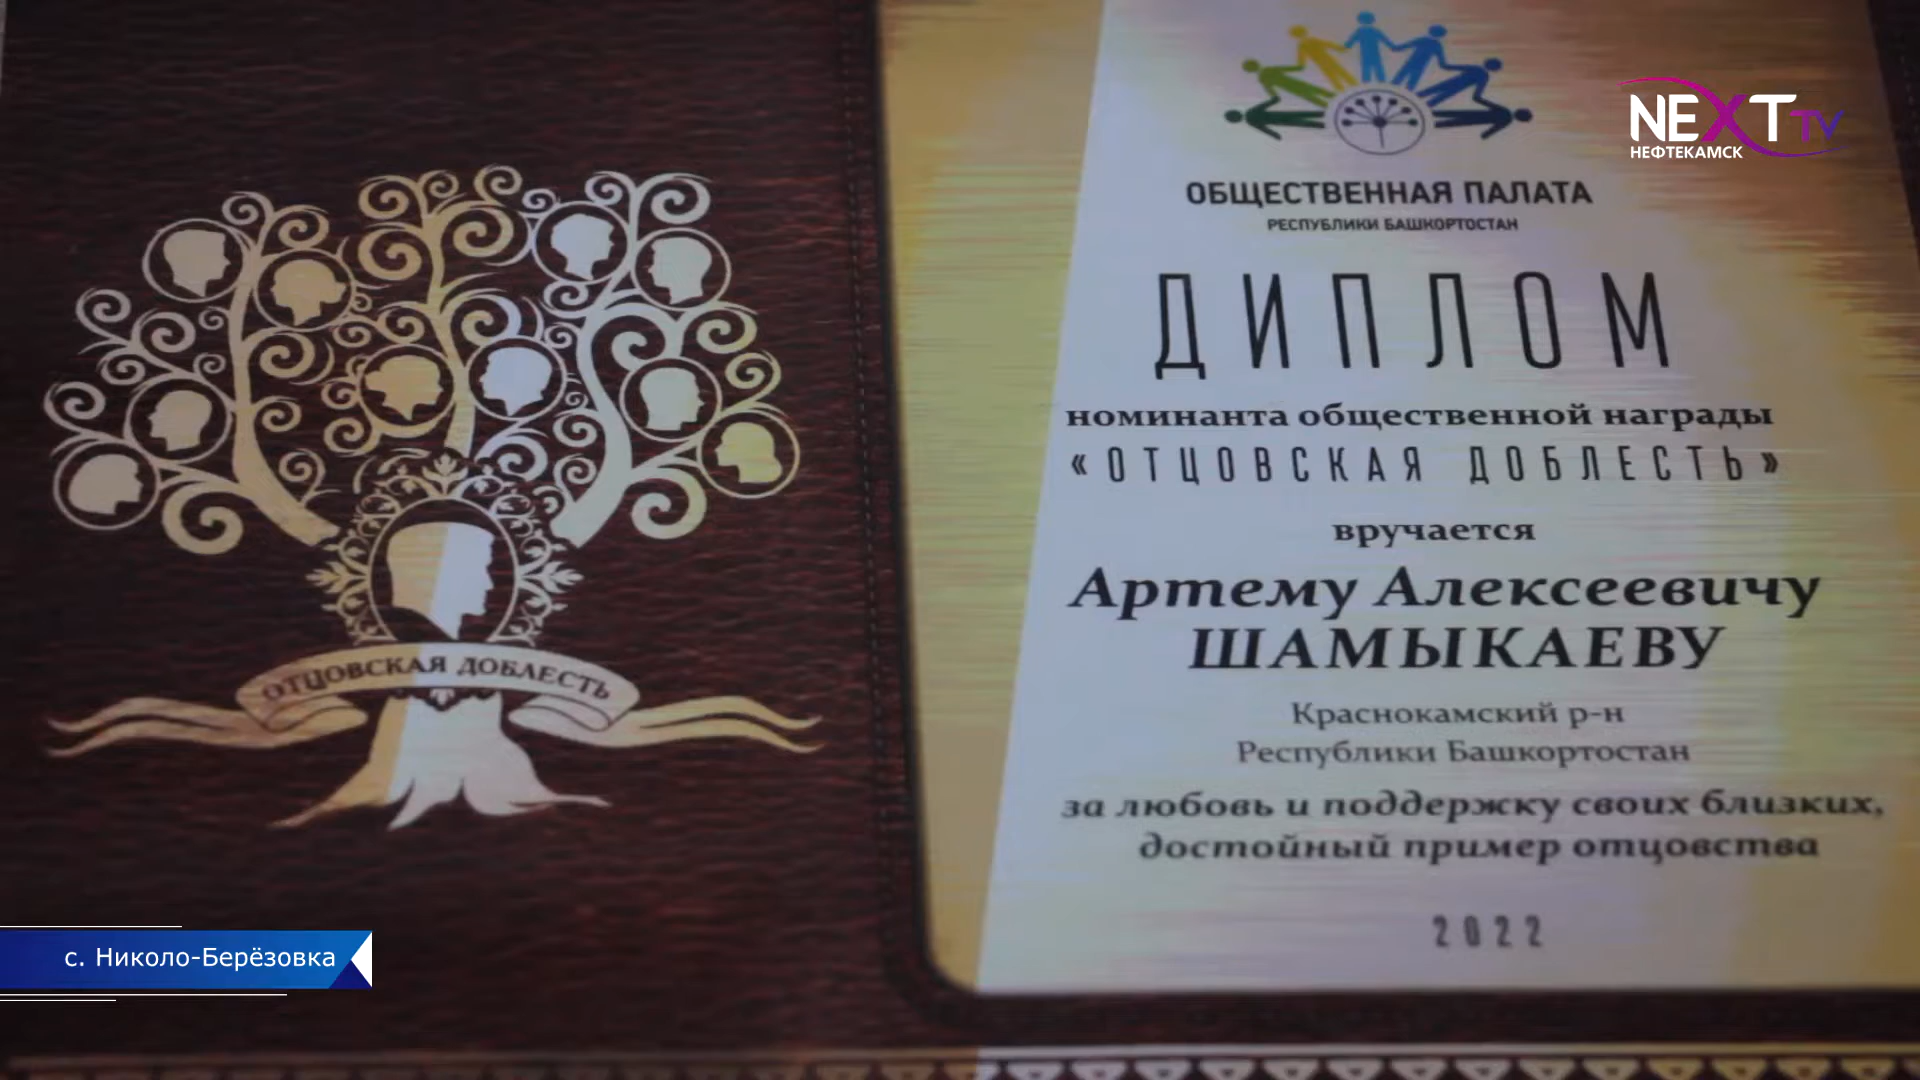 NEXT TV
НЕФТЕКАМСК
ОБЩЕСТВЕННАЯ ПАЛАТА
РЕСПУБЛИКИ БАШКОРТОСТАН
ДИПЛОМ
номинанта общественной награды
«ОТЦОВСКАЯ ДОБЛЕСТЬ»
вручается
Артему Алексеевичу
ШАМЫКАЕВУ
Краснокамский р-н
Республики Башкортостан
за любовь и поддержку своих близких,
достойный пример отцовства
2022
ОТЦОВСКАЯ ДОБЛЕСТЬ
с. Николо-Берёзовка